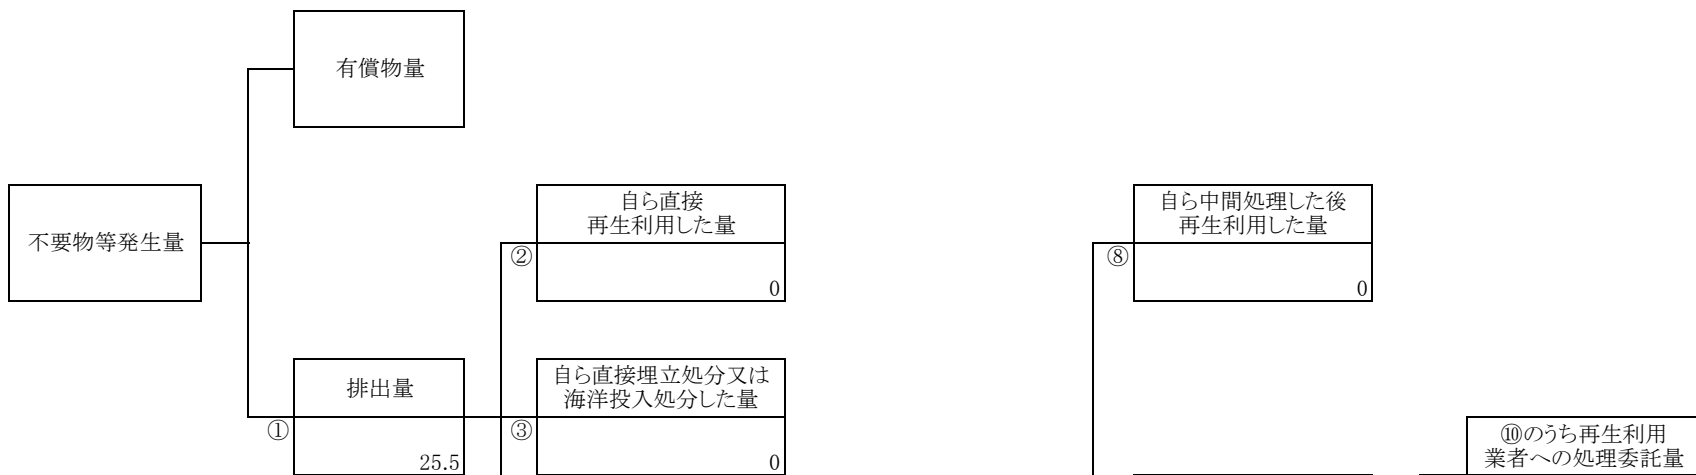 有償物量
不要物等発生量
自ら直接
再生利用した量
②
0
自ら中間処理した後
再生利用した量
⑧
0
排出量
①
25.5
自ら直接埋立処分又は
海洋投入処分した量
③
0
⑩のうち再生利用
業者への処理委託量